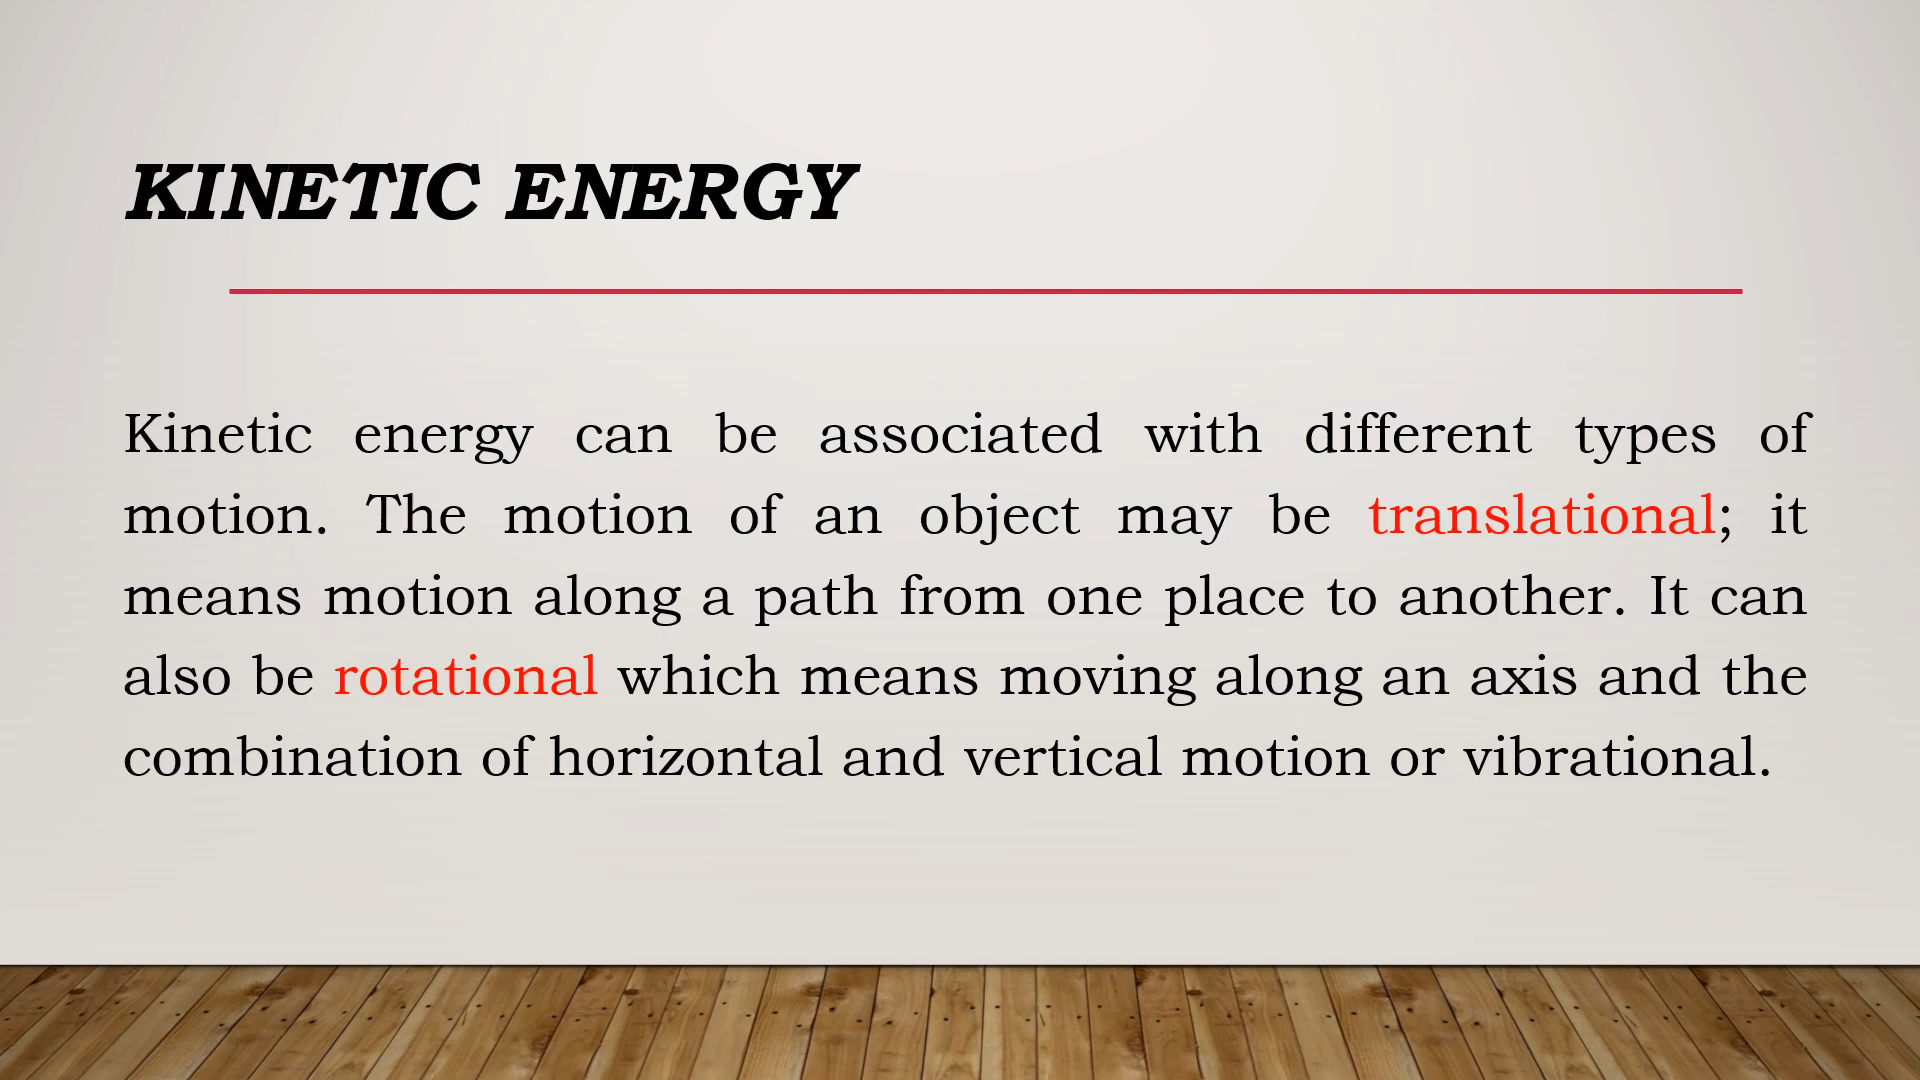 KINETIC ENERGY
Kinetic energy can be associated with different types of
motion. The motion of an object may be translational; it
means motion along a path from one place to another. It can
also be rotational which means moving along an axis and the
combination of horizontal and vertical motion or vibrational.